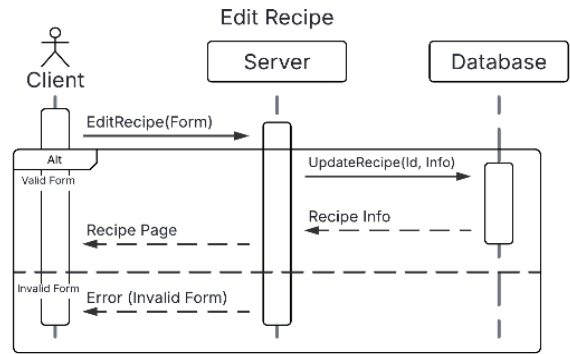 Edit Recipe
Client
Server
Database
EditRecipe(Form)
Alt
Valid Form
UpdateRecipe(Id, Info)
Recipe Info
Recipe Page
Invalid Form
Error (Invalid Form)